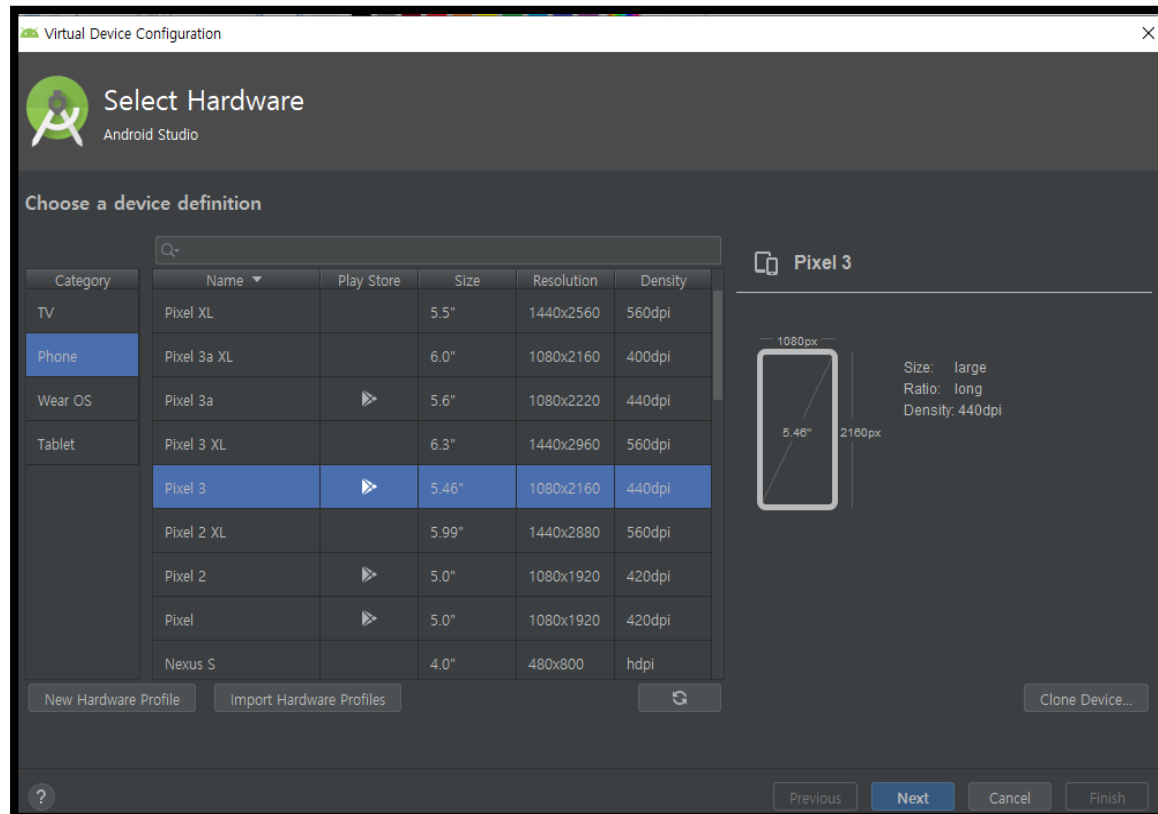 Virtual Device Configuration
Select Hardware
Android Studio
Choose a device definition
Category
TV
Phone
Wear OS
Tablet
Name Play Store Size Resolution Density
Pixel XL 5.5" 1440x2560 560dpi
Pixel 3a XL 6.0" 1080x2160 400dpi
Pixel 3a 5.6" 1080x2220 440dpi
Pixel 3 XL 6.3" 1440x2960 560dpi
Pixel 3 5.46" 1080x2160 440dpi
Pixel 2 XL 5.99" 1440x2880 560dpi
Pixel 2 5.0" 1080x1920 420dpi
Pixel 5.0" 1080x1920 420dpi
Nexus S 4.0" 480x800 hdpi
Pixel 3
1080px
5.46"
2160px
Size: large
Ratio: long
Density: 440dpi
New Hardware Profile
Import Hardware Profiles
Clone Device...
?
Previous
Next
Cancel
Finish